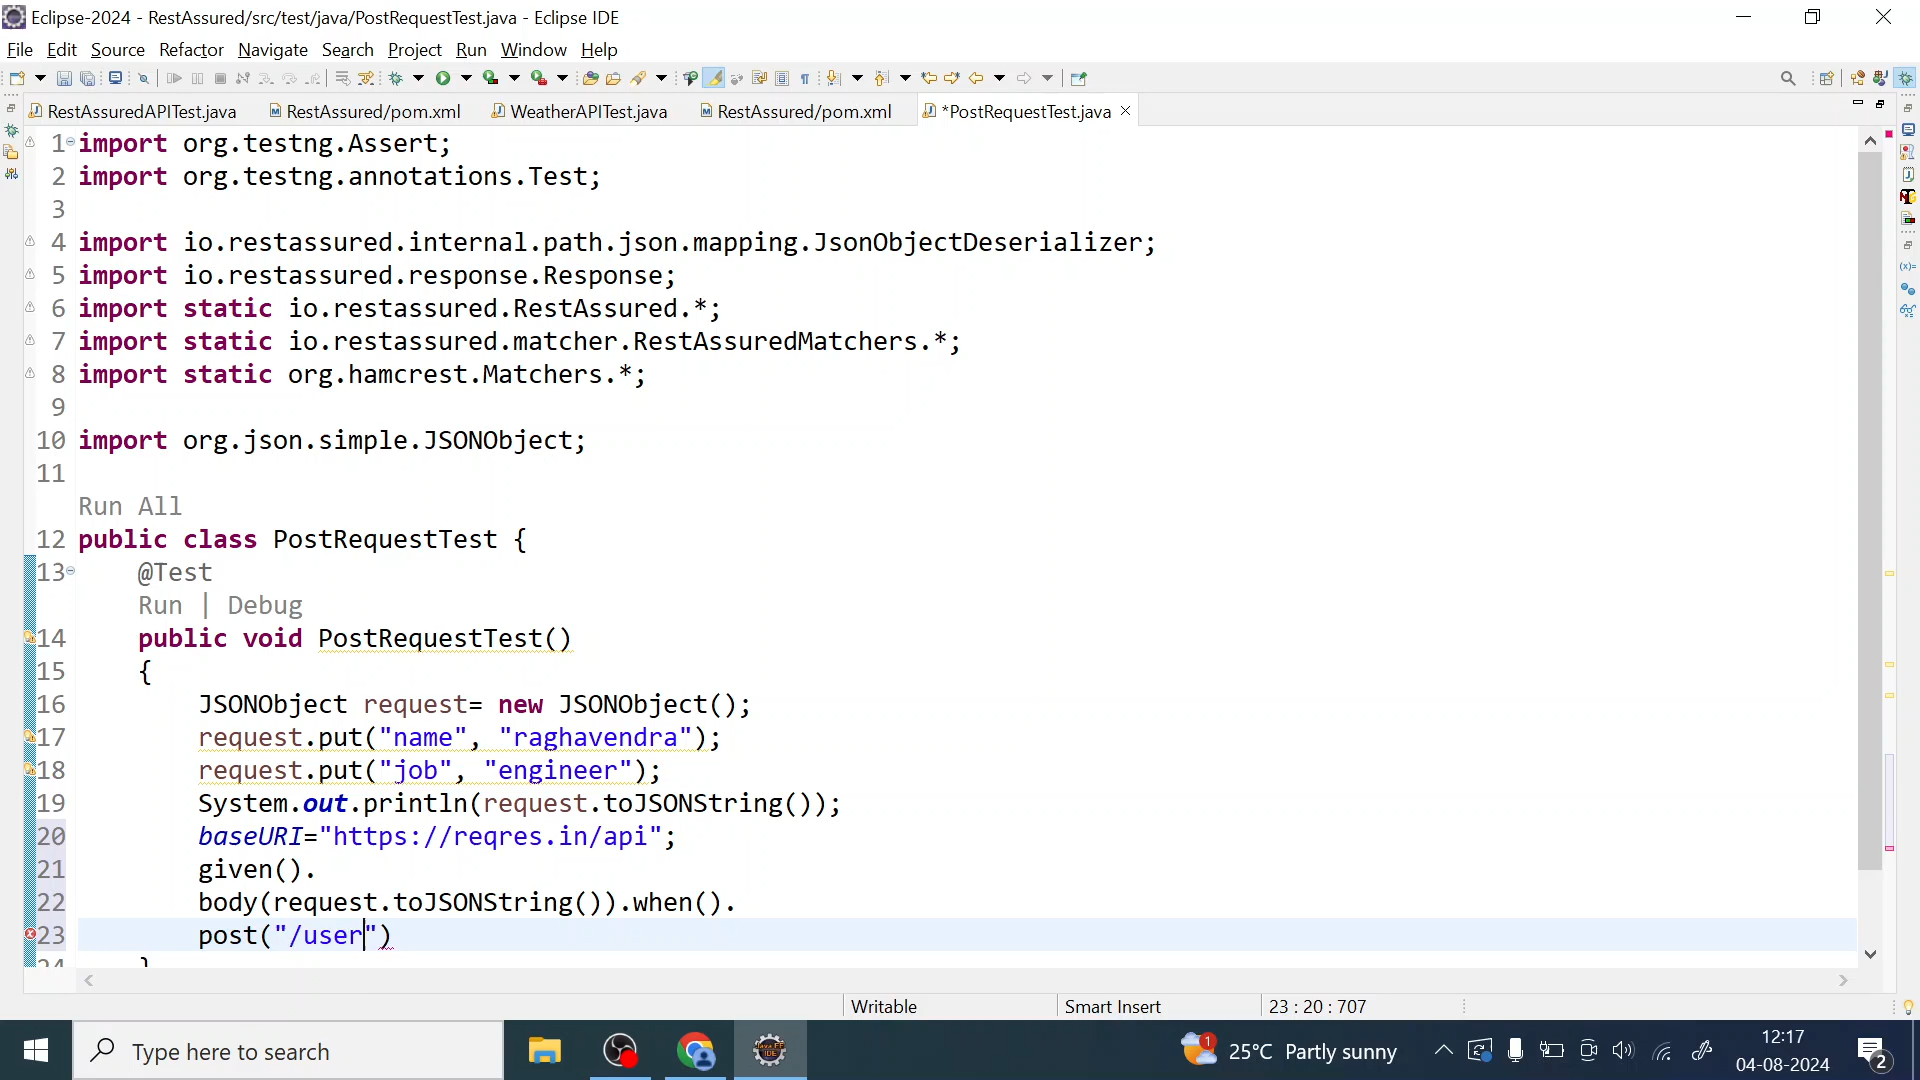 Eclipse-2024 - RestAssured/src/test/java/PostRequestTest.java - Eclipse IDE
File Edit Source Refactor Navigate Search Project Run Window Help
RestAssuredAPITest.java RestAssured/pom.xml WeatherAPITest.java RestAssured/pom.xml *PostRequestTest.java
1 import org.testng.Assert;
2 import org.testng.annotations.Test;
3
4 import io.restassured.internal.path.json.mapping.JsonObjectDeserializer;
5 import io.restassured.response.Response;
6 import static io.restassured.RestAssured.*;
7 import static io.restassured.matcher.RestAssuredMatchers.*;
8 import static org.hamcrest.Matchers.*;
9
10 import org.json.simple.JSONObject;
11
Run All
12 public class PostRequestTest {
13 @Test
Run | Debug
14 public void PostRequestTest()
15 {
16 JSONObject request= new JSONObject();
17 request.put("name", "raghavendra");
18 request.put("job", "engineer");
19 System.out.println(request.toJSONString());
20 baseURI="https://reqres.in/api";
21 given().
22 body(request.toJSONString()).when().
23 post("/user")
24 }
Writable Smart Insert 23 : 20 : 707
Type here to search
1 25°C Partly sunny
12:17
04-08-2024
2